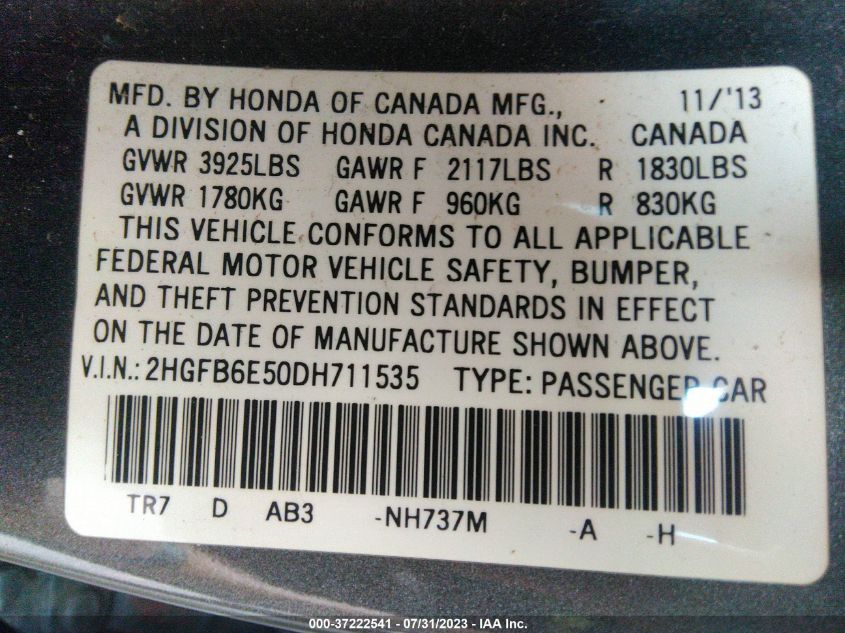 MFD. BY HONDA OF CANADA MFG., 11/'13
A DIVISION OF HONDA CANADA INC. CANADA
GVWR 3925LBS GAWR F 2117LBS R 1830LBS
GVWR 1780KG GAWR F 960KG R 830KG
THIS VEHICLE CONFORMS TO ALL APPLICABLE
FEDERAL MOTOR VEHICLE SAFETY, BUMPER,
AND THEFT PREVENTION STANDARDS IN EFFECT
ON THE DATE OF MANUFACTURE SHOWN ABOVE.
V.I.N.: 2HGFB6E50DH711535 TYPE: PASSENGER CAR
TR7 D AB3 -NH737M -A -H
000-37222541 - 07/31/2023 - IAA Inc.